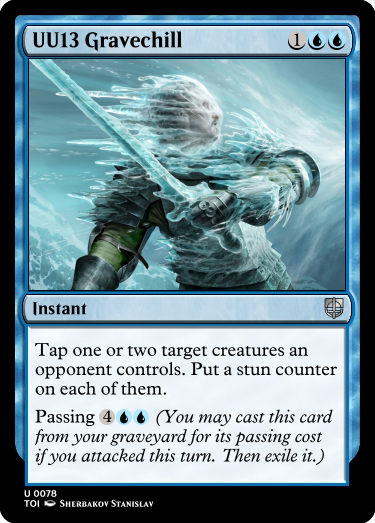 UU13 Gravechill
1
Instant
Tap one or two target creatures an
opponent controls. Put a stun counter
on each of them.
Passing 4 (You may cast this card
from your graveyard for its passing cost
if you attacked this turn. Then exile it.)
U 0078
TOI Sherbakov Stanislav